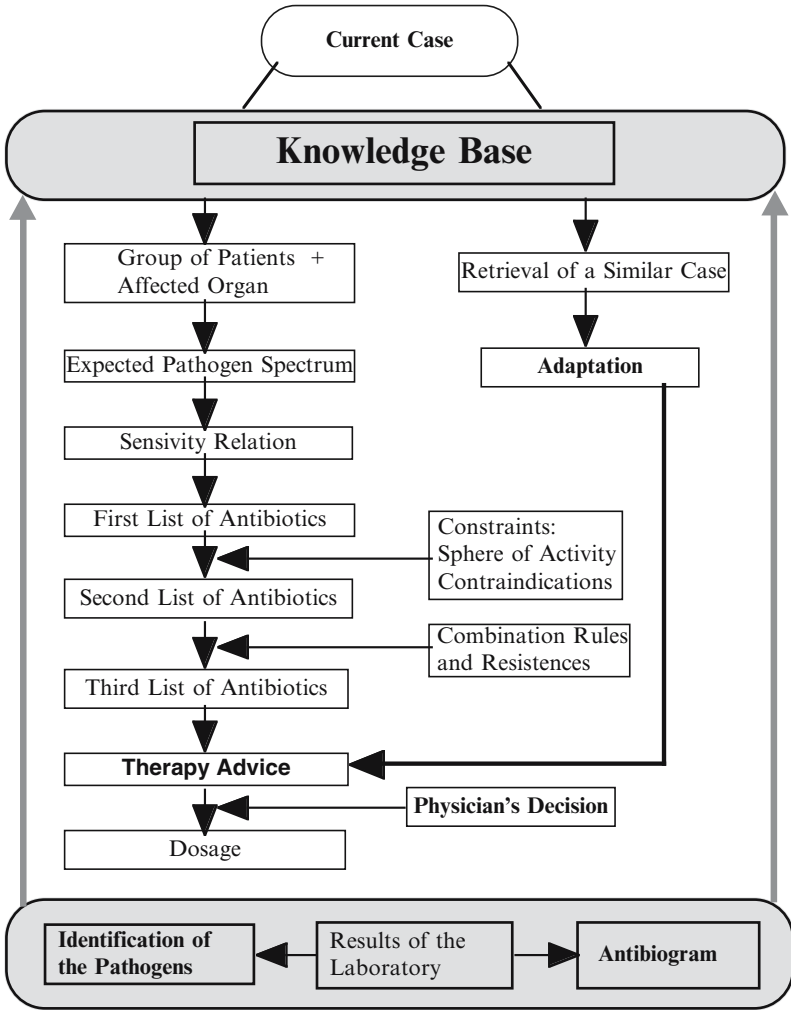 Current Case
Knowledge Base
Group of Patients +
Affected Organ
Retrieval of a Similar Case
Expected Pathogen Spectrum
Adaptation
Sensivity Relation
First List of Antibiotics
Constraints:
Sphere of Activity
Contraindications
Second List of Antibiotics
Combination Rules
and Resistences
Third List of Antibiotics
Therapy Advice
Physician's Decision
Dosage
Identification of
the Pathogens
Results of the
Laboratory
Antibiogram